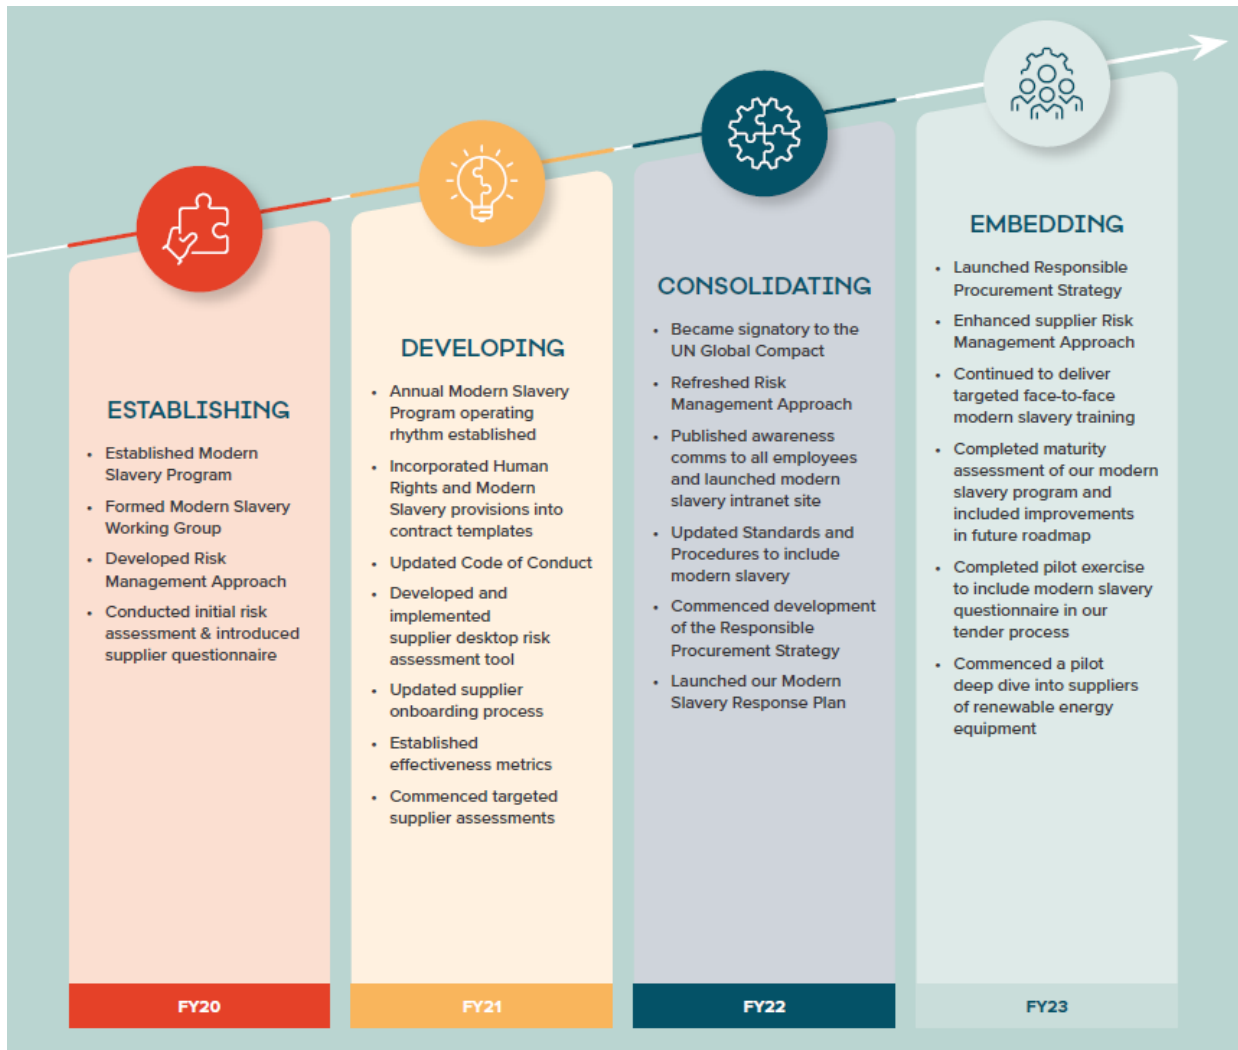 ESTABLISHING
• Established Modern
Slavery Program
• Formed Modern Slavery
Working Group
• Developed Risk
Management Approach
• Conducted initial risk
assessment & introduced
supplier questionnaire
FY20
DEVELOPING
• Annual Modern Slavery
Program operating
rhythm established
• Incorporated Human
Rights and Modern
Slavery provisions into
contract templates
• Updated Code of Conduct
• Developed and
implemented
supplier desktop risk
assessment tool
• Updated supplier
onboarding process
• Established
effectiveness metrics
• Commenced targeted
supplier assessments
FY21
CONSOLIDATING
• Became signatory to the
UN Global Compact
• Refreshed Risk
Management Approach
• Published awareness
comms to all employees
and launched modern
slavery intranet site
• Updated Standards and
Procedures to include
modern slavery
• Commenced development
of the Responsible
Procurement Strategy
• Launched our Modern
Slavery Response Plan
FY22
EMBEDDING
• Launched Responsible
Procurement Strategy
• Enhanced supplier Risk
Management Approach
• Continued to deliver
targeted face-to-face
modern slavery training
• Completed maturity
assessment of our modern
slavery program and
included improvements
in future roadmap
• Completed pilot exercise
to include modern slavery
questionnaire in our
tender process
• Commenced a pilot
deep dive into suppliers
of renewable energy
equipment
FY23